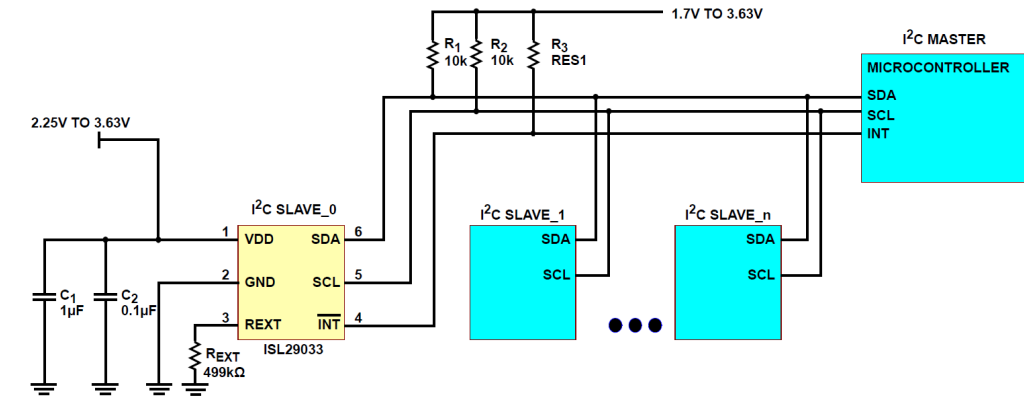 1.7V TO 3.63V
R1
10k
R2
10k
R3
RES1
I2C MASTER
MICROCONTROLLER
SDA
SCL
INT
2.25V TO 3.63V
I2C SLAVE_0
1
VDD
SDA
6
2
GND
SCL
5
3
REXT
INT
4
ISL29033
C1
1μF
C2
0.1μF
REXT
499kΩ
I2C SLAVE_1
SDA
SCL
I2C SLAVE_n
SDA
SCL